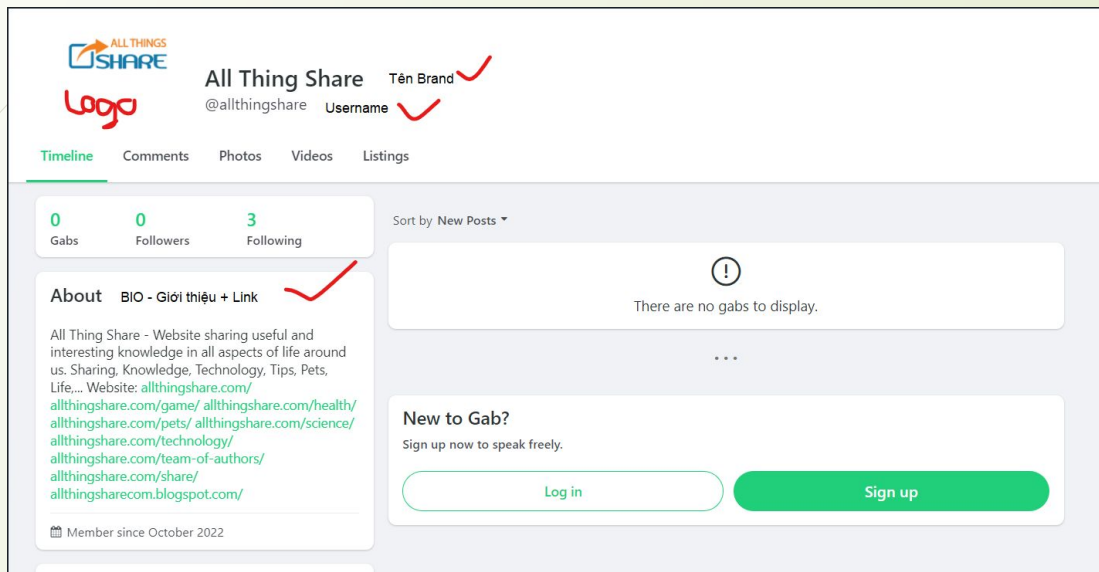 ALL THINGS
SHARE
Logo
All Thing Share Tên Brand
@allthingshare Username
Timeline Comments Photos Videos Listings
0 0 3
Gabs Followers Following
Sort by New Posts
There are no gabs to display.
About BIO - Giới thiệu + Link
All Thing Share - Website sharing useful and
interesting knowledge in all aspects of life around
us. Sharing, Knowledge, Technology, Tips, Pets,
Life,... Website: allthingshare.com/
allthingshare.com/game/ allthingshare.com/health/
allthingshare.com/pets/ allthingshare.com/science/
allthingshare.com/technology/
allthingshare.com/team-of-authors/
allthingshare.com/share/
allthingsharecom.blogspot.com/
Member since October 2022
...
New to Gab?
Sign up now to speak freely.
Log in Sign up